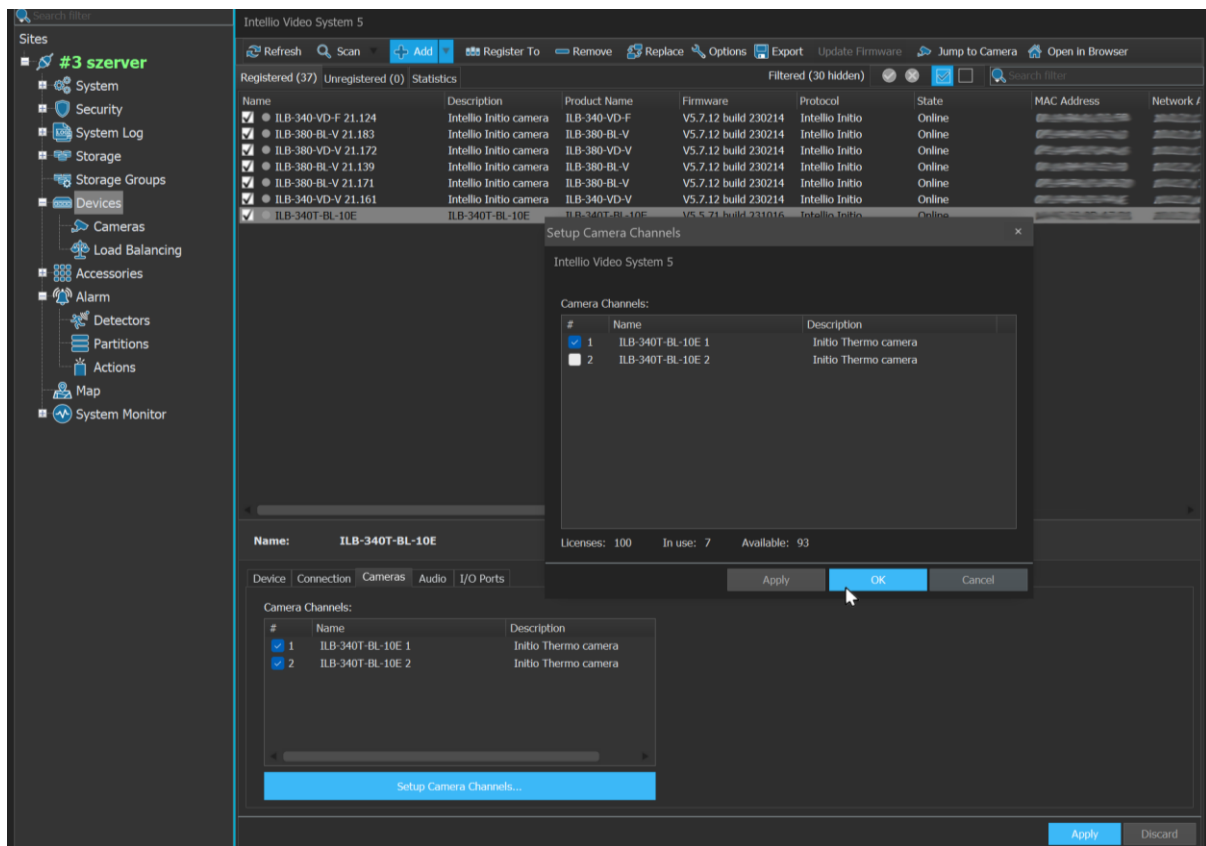 Search filter
Sites
#3 szerver
System
Security
System Log
Storage
Storage Groups
Devices
Cameras
Load Balancing
Accessories
Alarm
Detectors
Partitions
Actions
Map
System Monitor
Intellio Video System 5
Refresh Scan Add Register To Remove Replace Options Export Update Firmware Jump to Camera Open in Browser
Registered (37) Unregistered (0) Statistics Filtered (30 hidden) Search filter
Name Description Product Name Firmware Protocol State MAC Address Network
ILB-340-VD-F 21.124 Intellio Initio camera ILB-340-VD-F V5.7.12 build 230214 Intellio Initio Online
ILB-380-BL-V 21.183 Intellio Initio camera ILB-380-BL-V V5.7.12 build 230214 Intellio Initio Online
ILB-380-VD-V 21.172 Intellio Initio camera ILB-380-VD-V V5.7.12 build 230214 Intellio Initio Online
ILB-380-BL-V 21.139 Intellio Initio camera ILB-380-BL-V V5.7.12 build 230214 Intellio Initio Online
ILB-380-BL-V 21.171 Intellio Initio camera ILB-380-BL-V V5.7.12 build 230214 Intellio Initio Online
ILB-340-VD-V 21.161 Intellio Initio camera ILB-340-VD-V V5.7.12 build 230214 Intellio Initio Online
ILB-340T-BL-10E ILB-340T-BL-10E ILB-340T-BL-10E V5.5.71 build 231016 Intellio Initio Online
Setup Camera Channels
Intellio Video System 5
Camera Channels:
# Name Description
1 ILB-340T-BL-10E 1 Initio Thermo camera
2 ILB-340T-BL-10E 2 Initio Thermo camera
Licenses: 100 In use: 7 Available: 93
Apply OK Cancel
Name: ILB-340T-BL-10E
Device Connection Cameras Audio I/O Ports
Camera Channels:
# Name Description
1 ILB-340T-BL-10E 1 Initio Thermo camera
2 ILB-340T-BL-10E 2 Initio Thermo camera
Setup Camera Channels...
Apply Discard